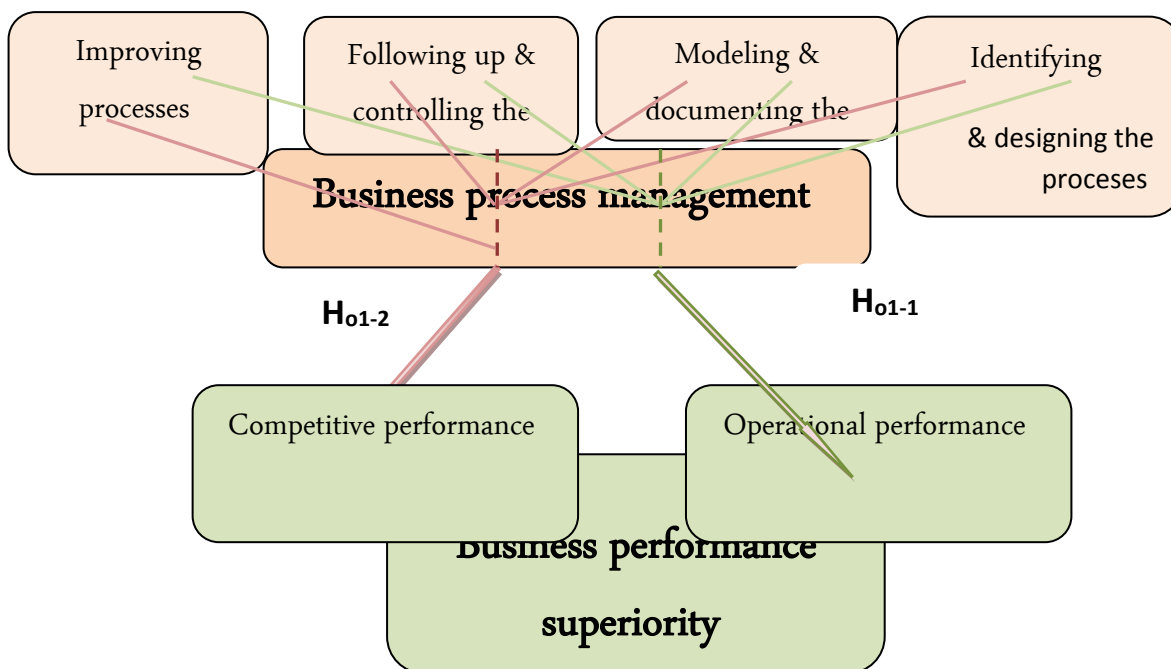 Improving
processes
Following up &
controlling the
Modeling &
documenting the
Identifying
& designing the
proceses
Business process management
Ho1-2
Ho1-1
Competitive performance
Operational performance
Business performance
superiority